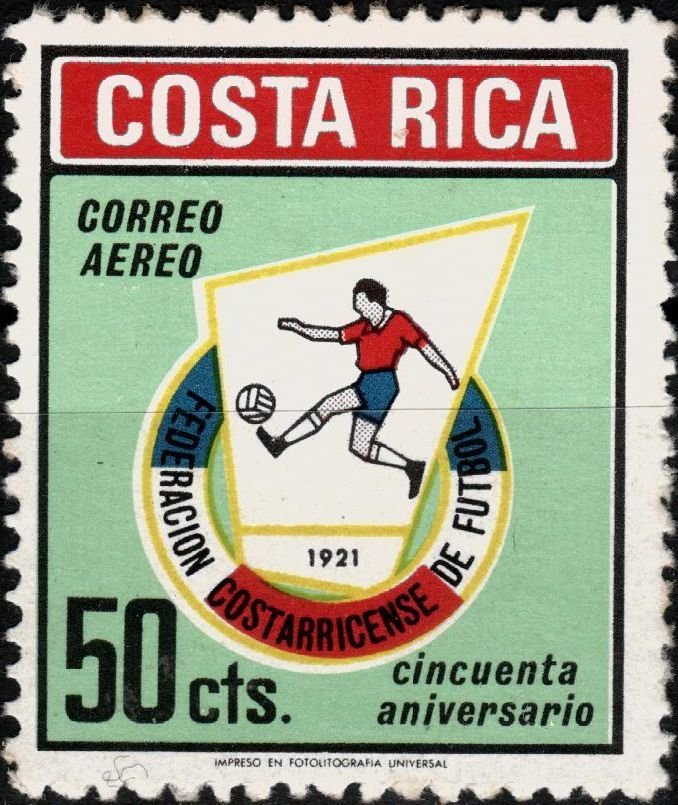 COSTA RICA
CORREO
AEREO
FEDERACION COSTARRICENSE DE FUTBOL
1921
50 cts.
cincuenta
aniversario
IMPRESO EN FOTOLITOGRAFIA UNIVERSAL